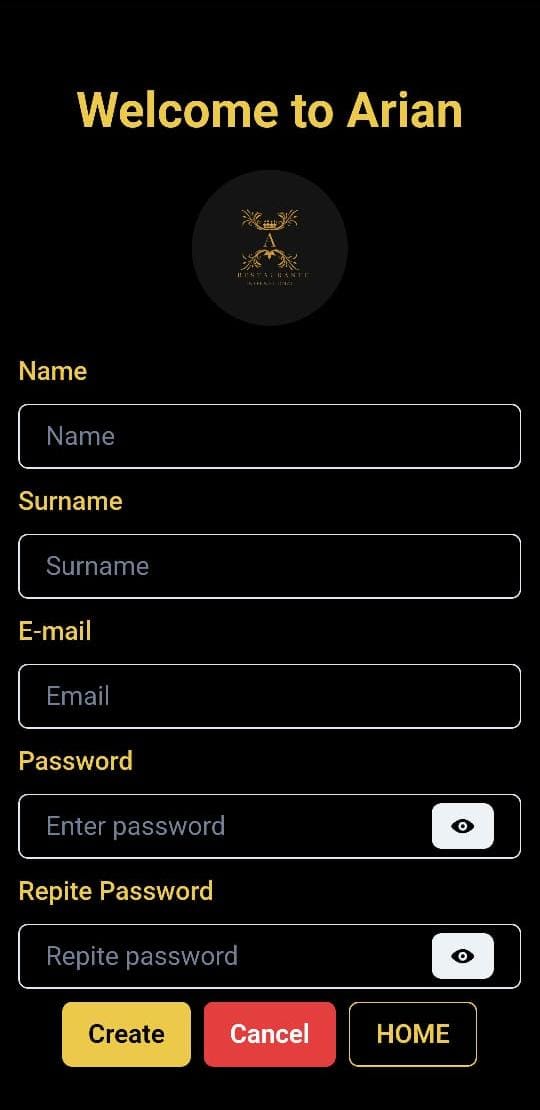 Welcome to Arian
A
RESTAURANTE
Name
Name
Surname
Surname
E-mail
Email
Password
Enter password
Repite Password
Repite password
Create Cancel HOME